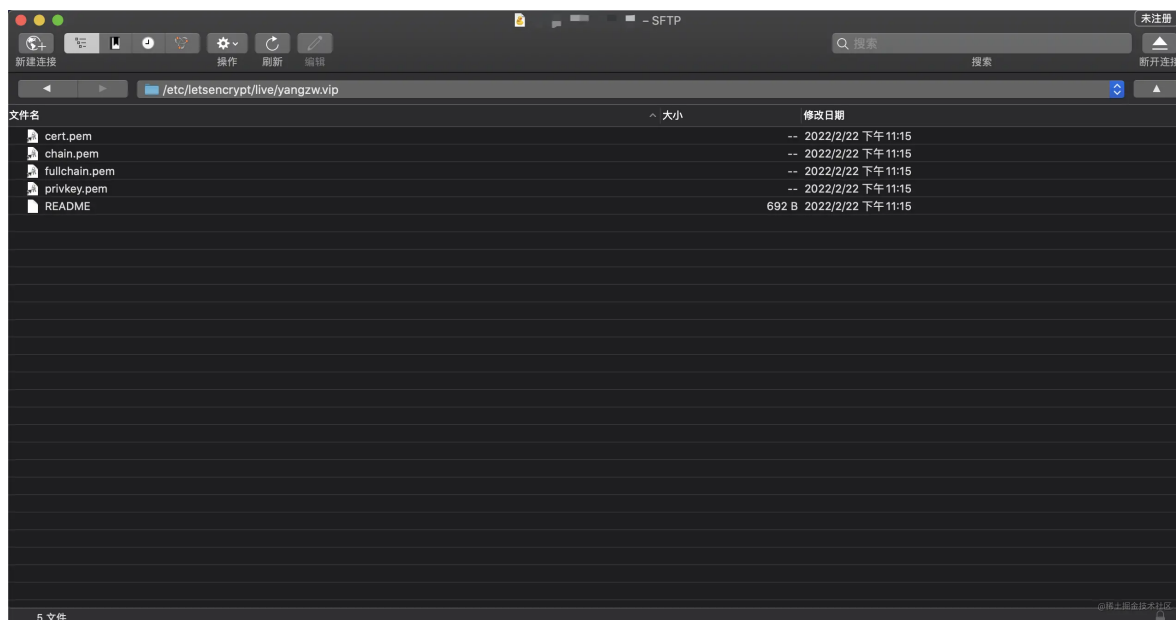 – SFTP
未注册
新建连接
操作
刷新
编辑
搜索
搜索
断开连接
/etc/letsencrypt/live/yangzw.vip
文件名
大小
修改日期
cert.pem -- 2022/2/22 下午11:15
chain.pem -- 2022/2/22 下午11:15
fullchain.pem -- 2022/2/22 下午11:15
privkey.pem -- 2022/2/22 下午11:15
README 692 B 2022/2/22 下午11:15
@稀土掘金技术社区
5 文件